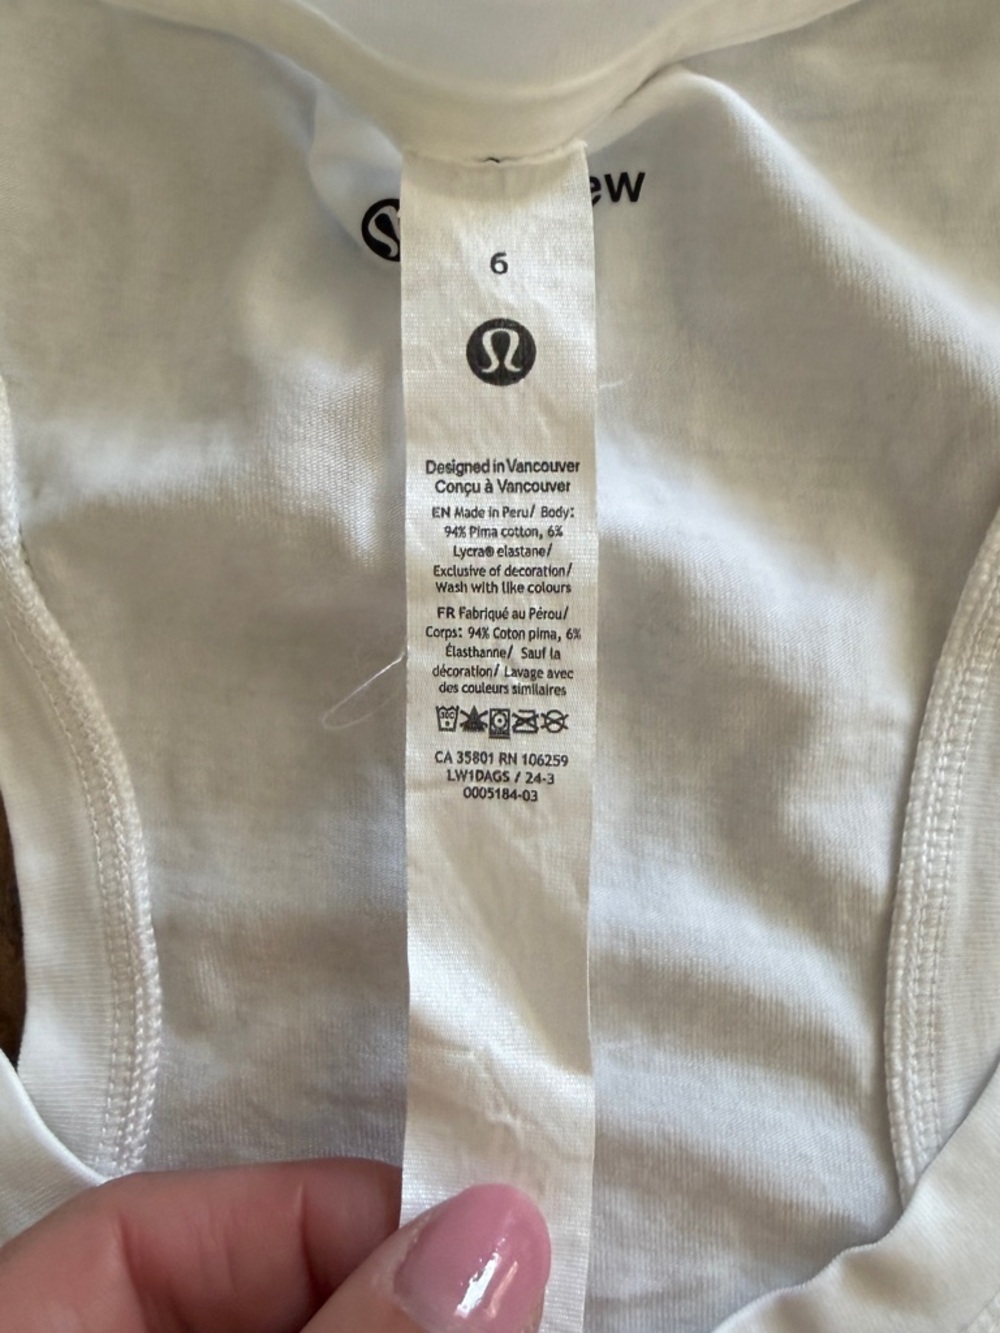 ew
6
Designed in Vancouver
Conçu à Vancouver
EN Made in Peru/ Body:
94% Pima cotton, 6%
Lycra® elastane/
Exclusive of decoration/
Wash with like colours
FR Fabriqué au Pérou/
Corps: 94% Coton pima, 6%
Élasthanne/ Sauf la
décoration/ Lavage avec
des couleurs similaires
CA 35801 RN 106259
LW1DAGS / 24-3
0005184-03